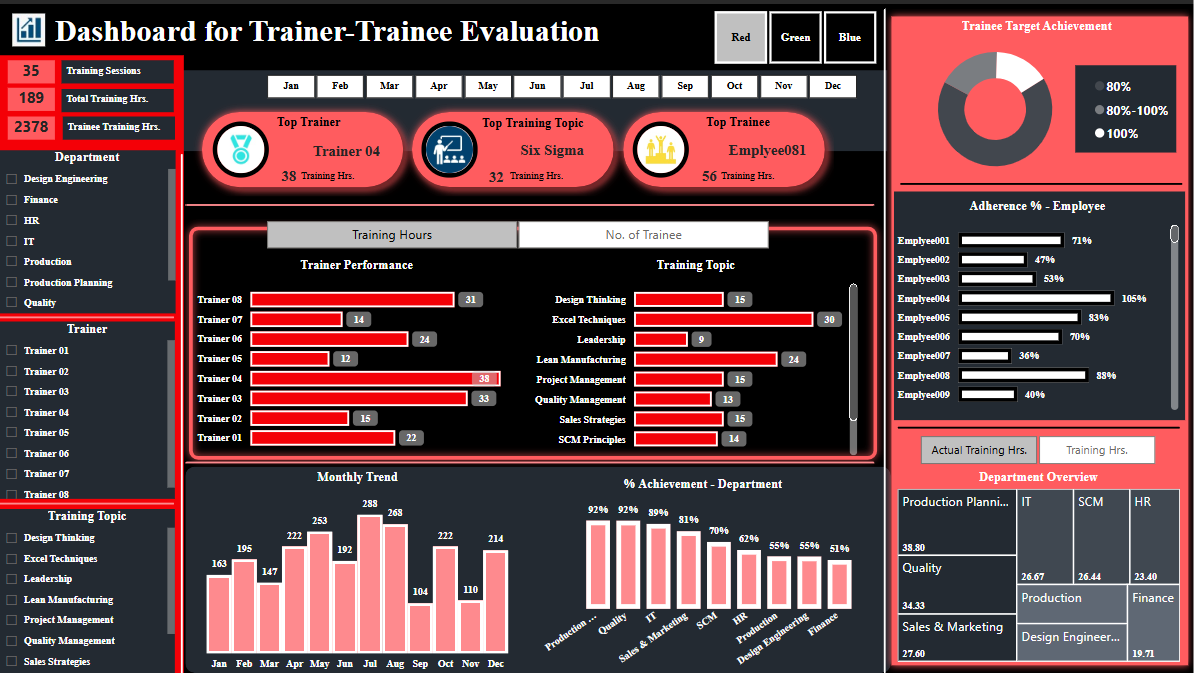 Dashboard for Trainer-Trainee Evaluation
Red
Green
Blue
35 Training Sessions
189 Total Training Hrs.
2378 Trainee Training Hrs.
Department
Design Engineering
Finance
HR
IT
Production
Production Planning
Quality
Trainer
Trainer 01
Trainer 02
Trainer 03
Trainer 04
Trainer 05
Trainer 06
Trainer 07
Trainer 08
Training Topic
Design Thinking
Excel Techniques
Leadership
Lean Manufacturing
Project Management
Quality Management
Sales Strategies
Jan Feb Mar Apr May Jun Jul Aug Sep Oct Nov Dec
Top Trainer
Trainer 04
38 Training Hrs.
Top Training Topic
Six Sigma
32 Training Hrs.
Top Trainee
Emplyee081
56 Training Hrs.
Training Hours
No. of Trainee
Trainer Performance
Trainer 08 31
Trainer 07 14
Trainer 06 24
Trainer 05 12
Trainer 04 38
Trainer 03 33
Trainer 02 15
Trainer 01 22
Training Topic
Design Thinking 15
Excel Techniques 30
Leadership 9
Lean Manufacturing 24
Project Management 15
Quality Management 13
Sales Strategies 15
SCM Principles 14
Monthly Trend
163 195 147 222 253 192 288 268 104 222 110 214
Jan Feb Mar Apr May Jun Jul Aug Sep Oct Nov Dec
% Achievement - Department
92% 92% 89% 81% 70% 62% 55% 55% 51%
Production ...
Quality
IT
Sales & Marketing
SCM
HR
Production
Design Engineering
Finance
Trainee Target Achievement
80%
80%-100%
100%
Adherence % - Employee
Emplyee001 71%
Emplyee002 47%
Emplyee003 53%
Emplyee004 105%
Emplyee005 83%
Emplyee006 70%
Emplyee007 36%
Emplyee008 88%
Emplyee009 40%
Actual Training Hrs.
Training Hrs.
Department Overview
Production Planni...
38.80
Quality
34.33
Sales & Marketing
27.60
IT
26.67
SCM
26.44
HR
23.40
Production
Design Engineer...
Finance
19.71